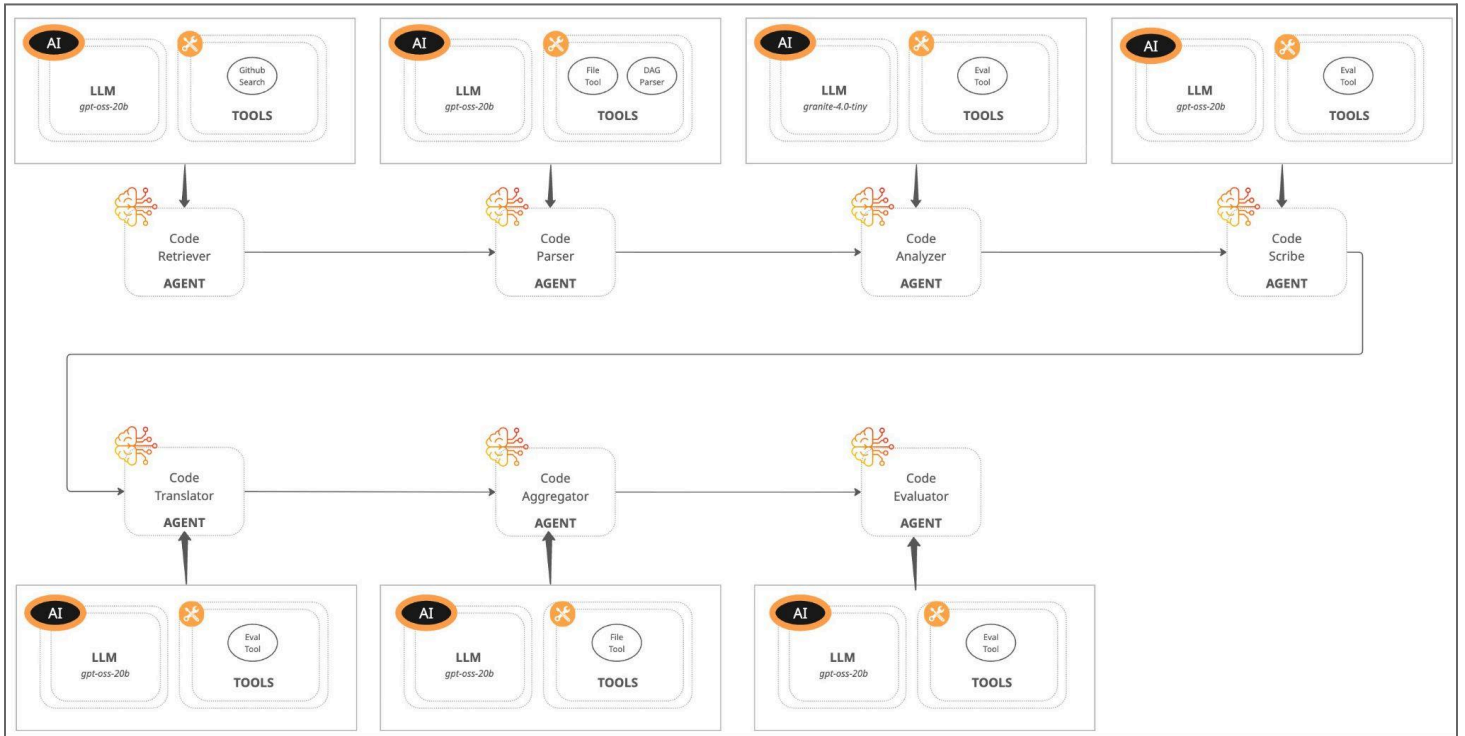 AI
LLM
gpt-oss-20b
Github
Search
TOOLS
AI
LLM
gpt-oss-20b
File
Tool
DAG
Parser
TOOLS
AI
LLM
granite-4.0-tiny
Eval
Tool
TOOLS
AI
LLM
gpt-oss-20b
Eval
Tool
TOOLS
Code
Retriever
AGENT
Code
Parser
AGENT
Code
Analyzer
AGENT
Code
Scribe
AGENT
Code
Translator
AGENT
Code
Aggregator
AGENT
Code
Evaluator
AGENT
AI
LLM
gpt-oss-20b
Eval
Tool
TOOLS
AI
LLM
gpt-oss-20b
File
Tool
TOOLS
AI
LLM
gpt-oss-20b
Eval
Tool
TOOLS